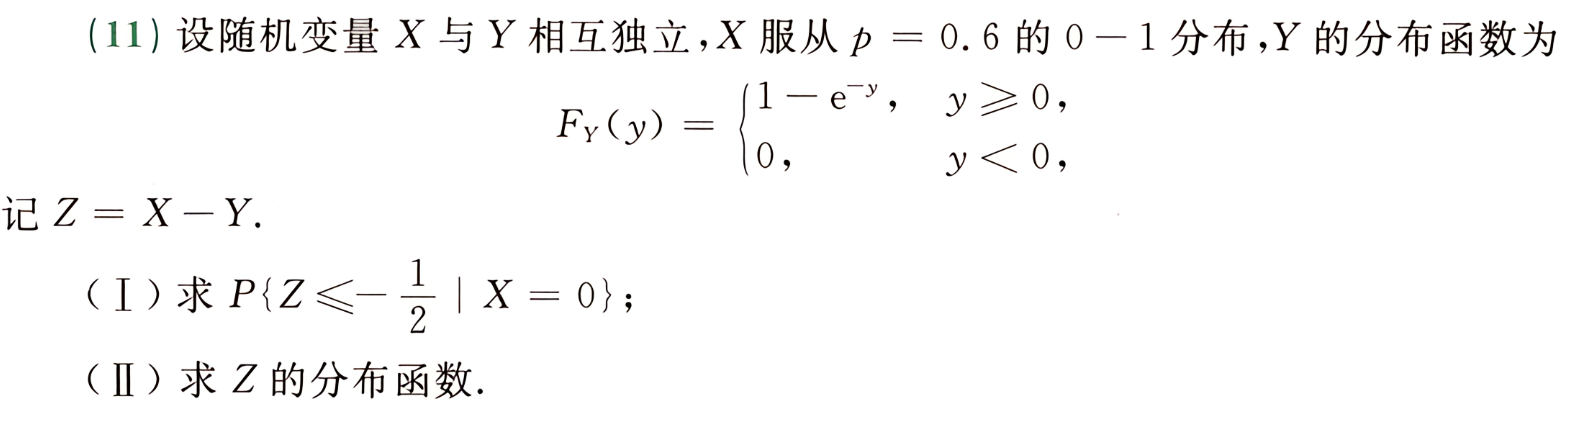 (11) 设随机变量 X 与 Y 相互独立,X 服从 p = 0.6 的 0－1 分布,Y 的分布函数为
F_Y(y) = { 1－e^{-y}, y ⩾ 0,
0, y < 0,
记 Z = X－Y.
(Ⅰ) 求 P{Z ⩽－1/2 | X = 0};
(Ⅱ) 求 Z 的分布函数.